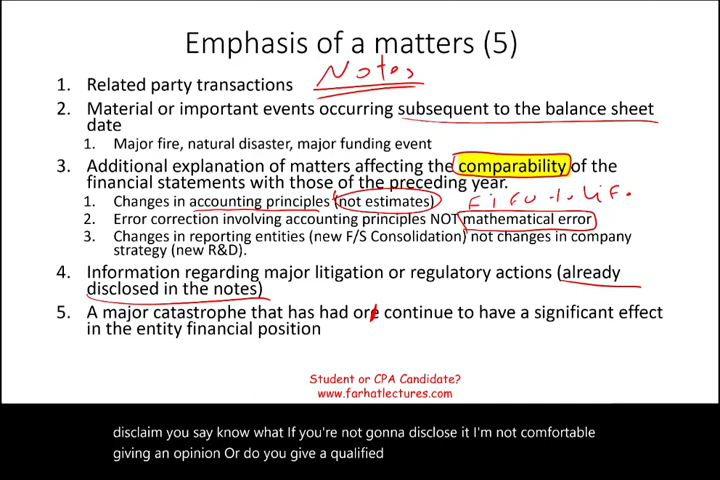 Emphasis of a matters (5)
Notes
1. Related party transactions
2. Material or important events occurring subsequent to the balance sheet
date
1. Major fire, natural disaster, major funding event
3. Additional explanation of matters affecting the comparability of the
financial statements with those of the preceding year.
1. Changes in accounting principles (not estimates) FiFo to LiFo
2. Error correction involving accounting principles NOT mathematical error
3. Changes in reporting entities (new F/S Consolidation) not changes in company
strategy (new R&D).
4. Information regarding major litigation or regulatory actions (already
disclosed in the notes)
5. A major catastrophe that has had or continue to have a significant effect
in the entity financial position
Student or CPA Candidate?
www.farhatlectures.com
disclaim you say know what If you're not gonna disclose it I'm not comfortable
giving an opinion Or do you give a qualified